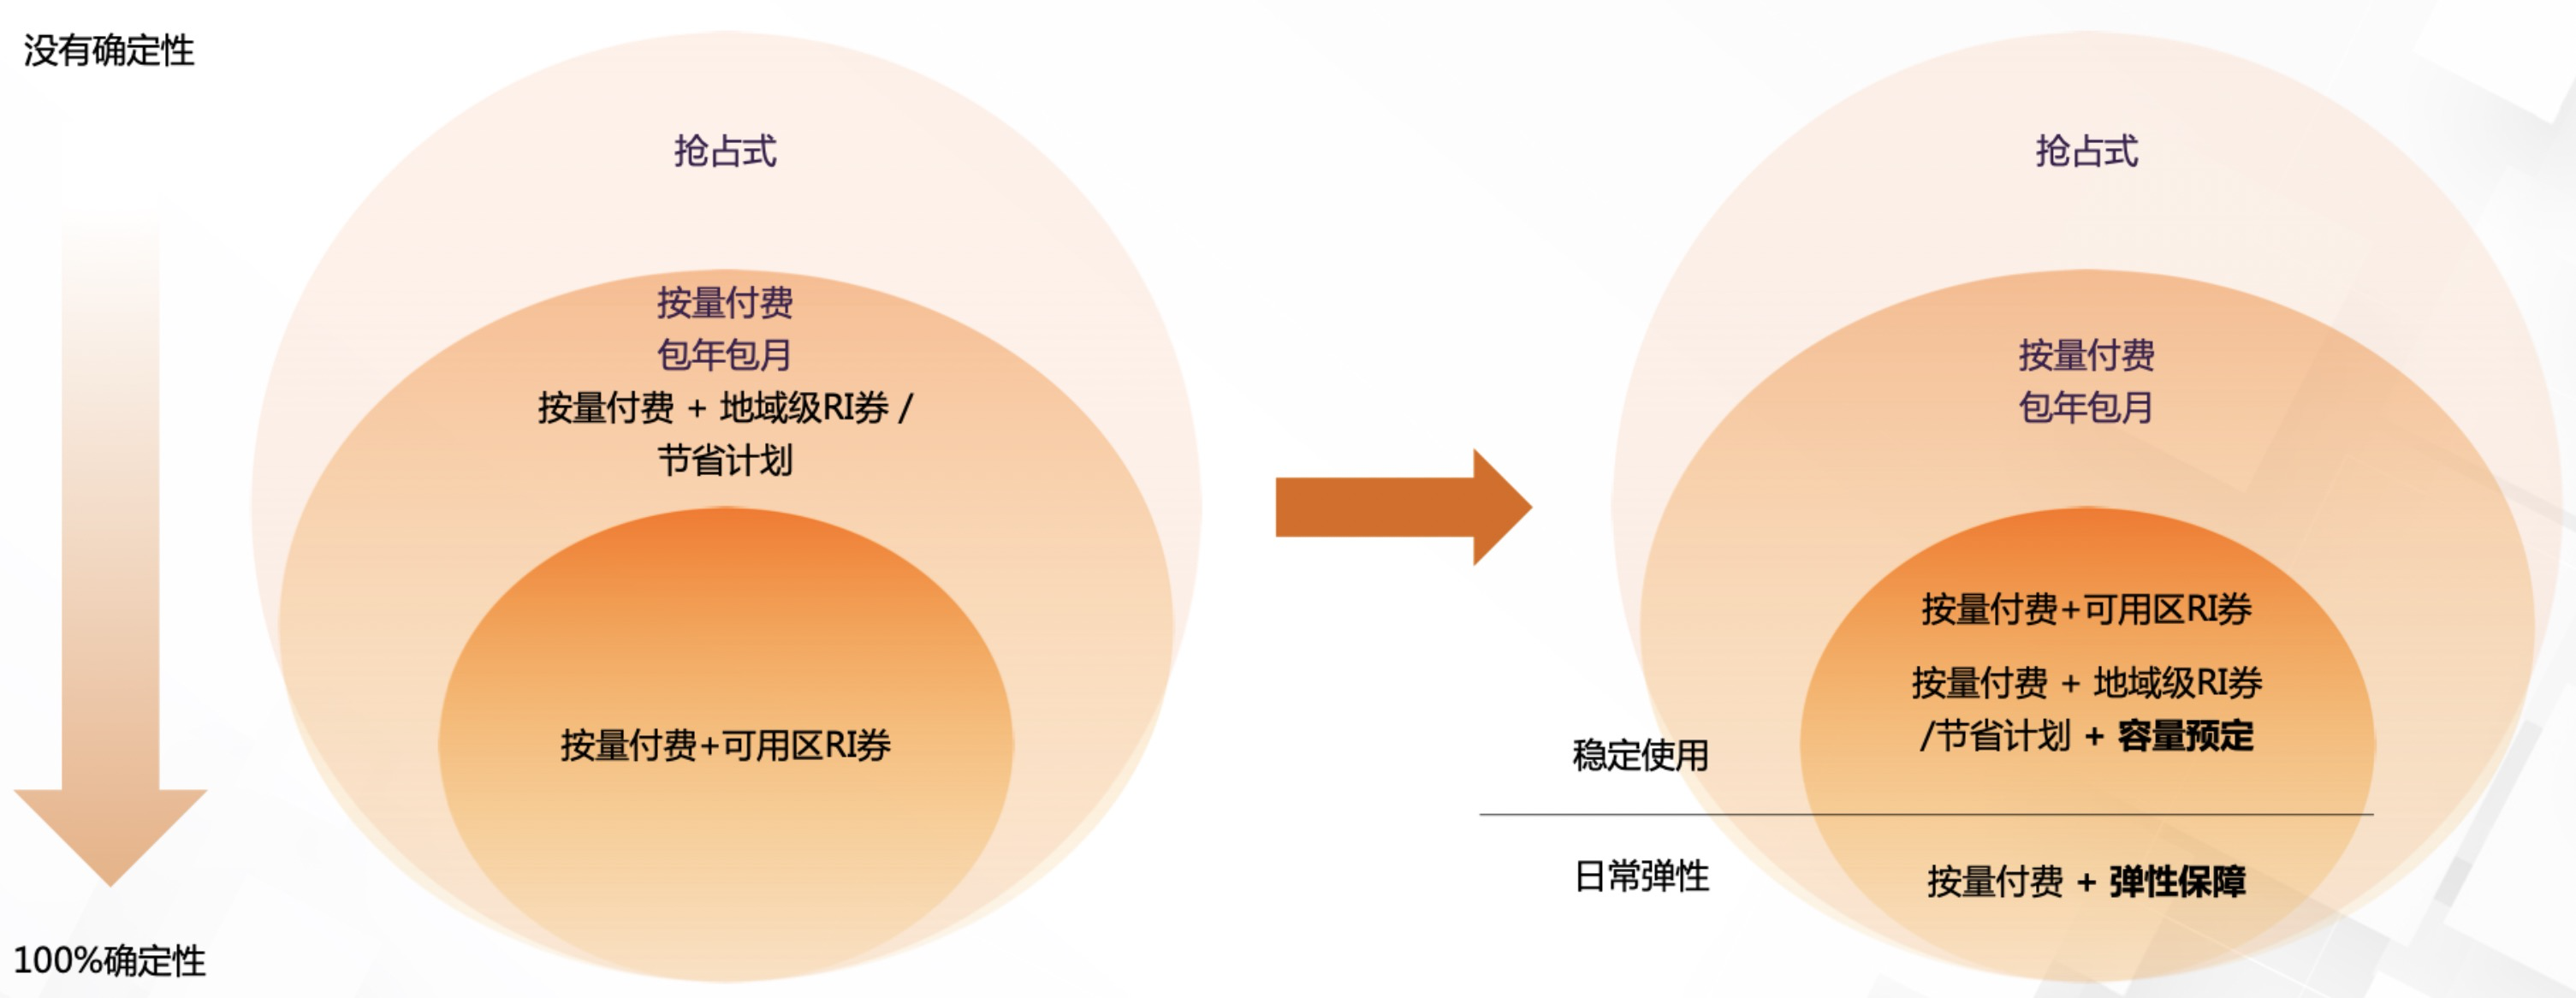 没有确定性
100%确定性
抢占式
按量付费
包年包月
按量付费 + 地域级RI券 /
节省计划
按量付费+可用区RI券
抢占式
按量付费
包年包月
按量付费+可用区RI券
按量付费 + 地域级RI券
/节省计划 + 容量预定
稳定使用
日常弹性
按量付费 + 弹性保障